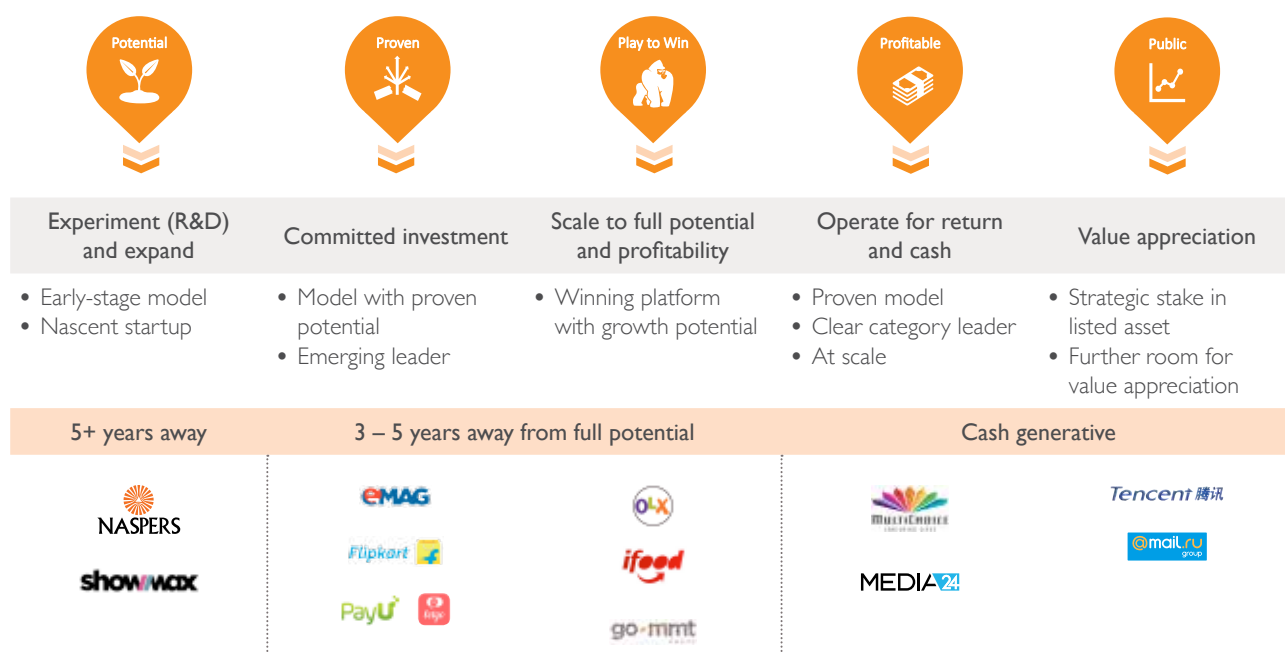 Potential
Proven
Play to Win
Profitable
Public
Experiment (R&D)
and expand
Committed investment
Scale to full potential
and profitability
Operate for return
and cash
Value appreciation
• Early-stage model
• Nascent startup
• Model with proven
potential
• Emerging leader
• Winning platform
with growth potential
• Proven model
• Clear category leader
• At scale
• Strategic stake in
listed asset
• Further room for
value appreciation
5+ years away
3 – 5 years away from full potential
Cash generative
NASPERS
showmax
eMAG
Flipkart
PayU
OLX
ifood
go-mmt
MULTICHOICE
MEDIA24
Tencent 腾讯
@mail.ru
group